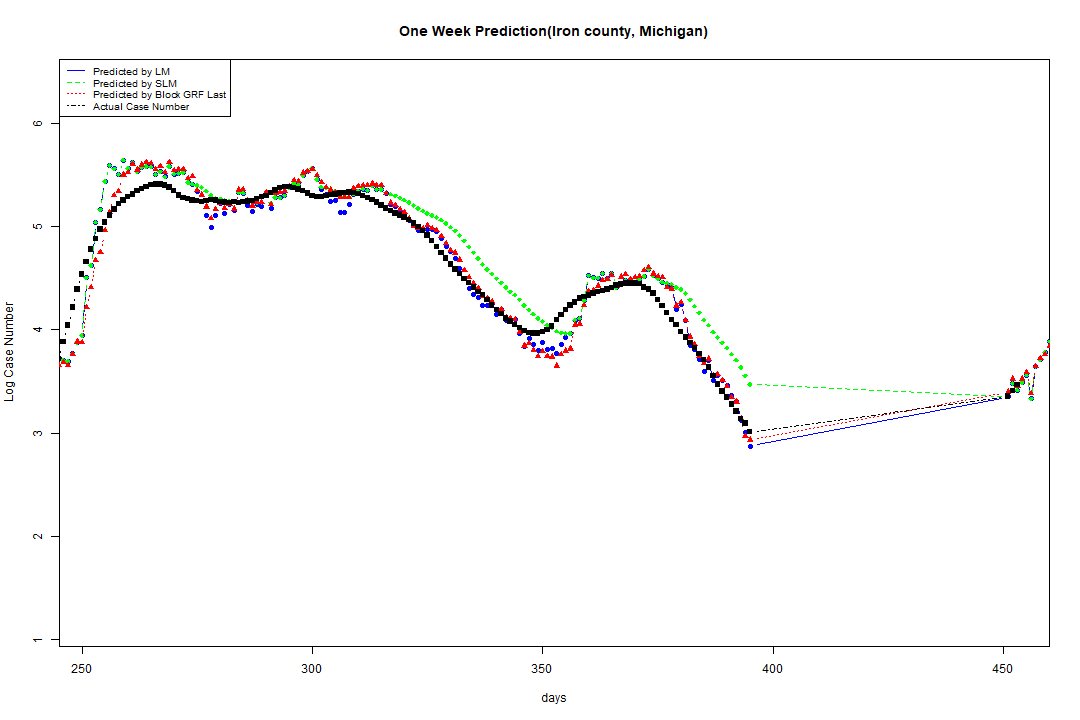 One Week Prediction(Iron county, Michigan)
Predicted by LM
Predicted by SLM
Predicted by Block GRF Last
Actual Case Number
6
5
4
3
2
1
Log Case Number
250 300 350 400 450
days